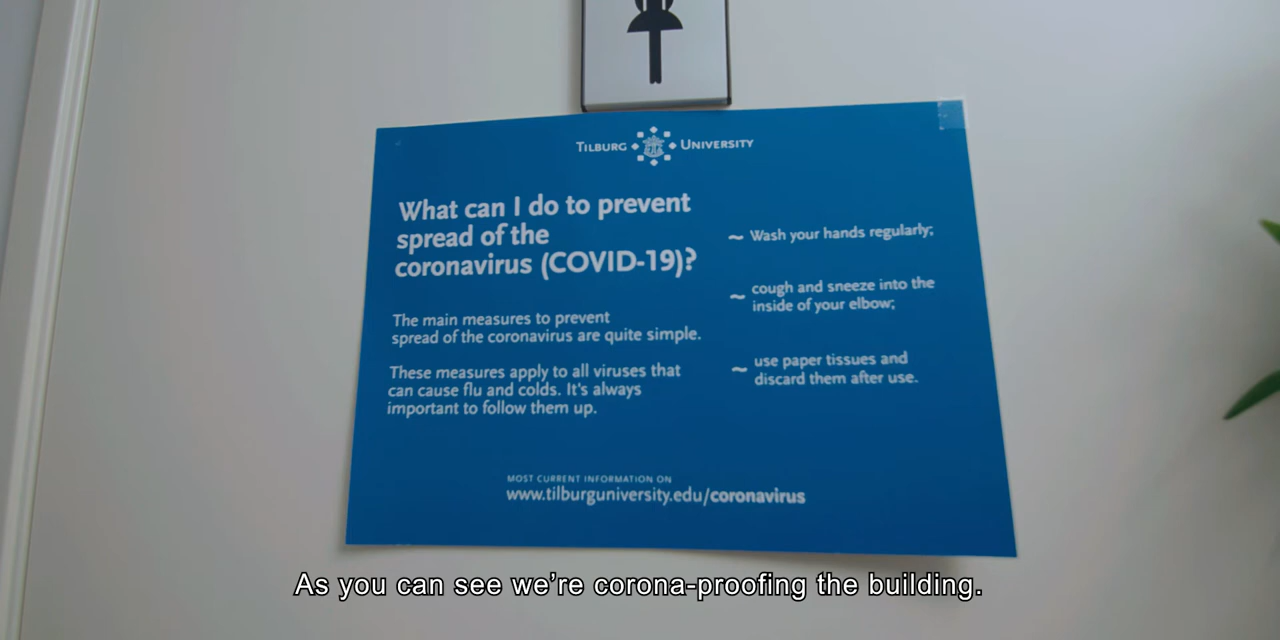 TILBURG UNIVERSITY
What can I do to prevent
spread of the
coronavirus (COVID-19)?
The main measures to prevent
spread of the coronavirus are quite simple.
These measures apply to all viruses that
can cause flu and colds. It's always
important to follow them up.
~ Wash your hands regularly;
~ cough and sneeze into the
inside of your elbow;
~ use paper tissues and
discard them after use.
MOST CURRENT INFORMATION ON
www.tilburguniversity.edu/coronavirus
As you can see we’re corona-proofing the building.